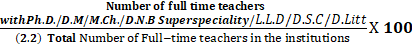 Number of full time teachers
withPh.D./D.M/M.Ch./D.N.B Superspeciality/L.L.D/D.S.C/D.Litt X 100
(2.2) Total Number of Full−time teachers in the institutions